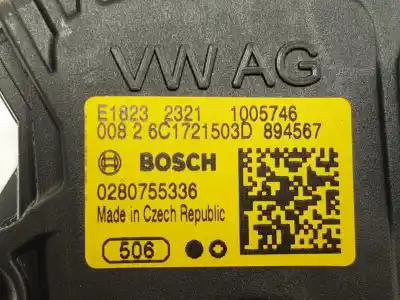 VW AG
E1823 2321 1005746
008 2 6C1721503D 894567
BOSCH
0280755336
Made in Czech Republic
506